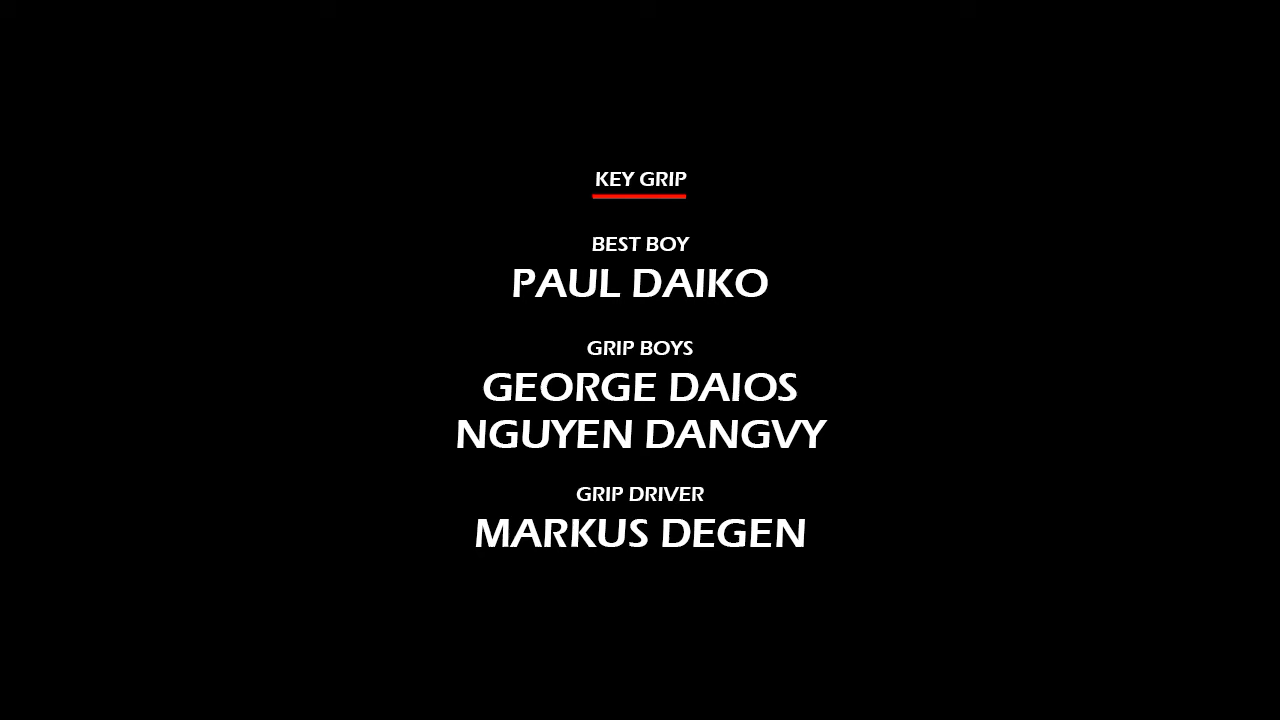 KEY GRIP
BEST BOY
PAUL DAIKO
GRIP BOYS
GEORGE DAIOS
NGUYEN DANGVY
GRIP DRIVER
MARKUS DEGEN